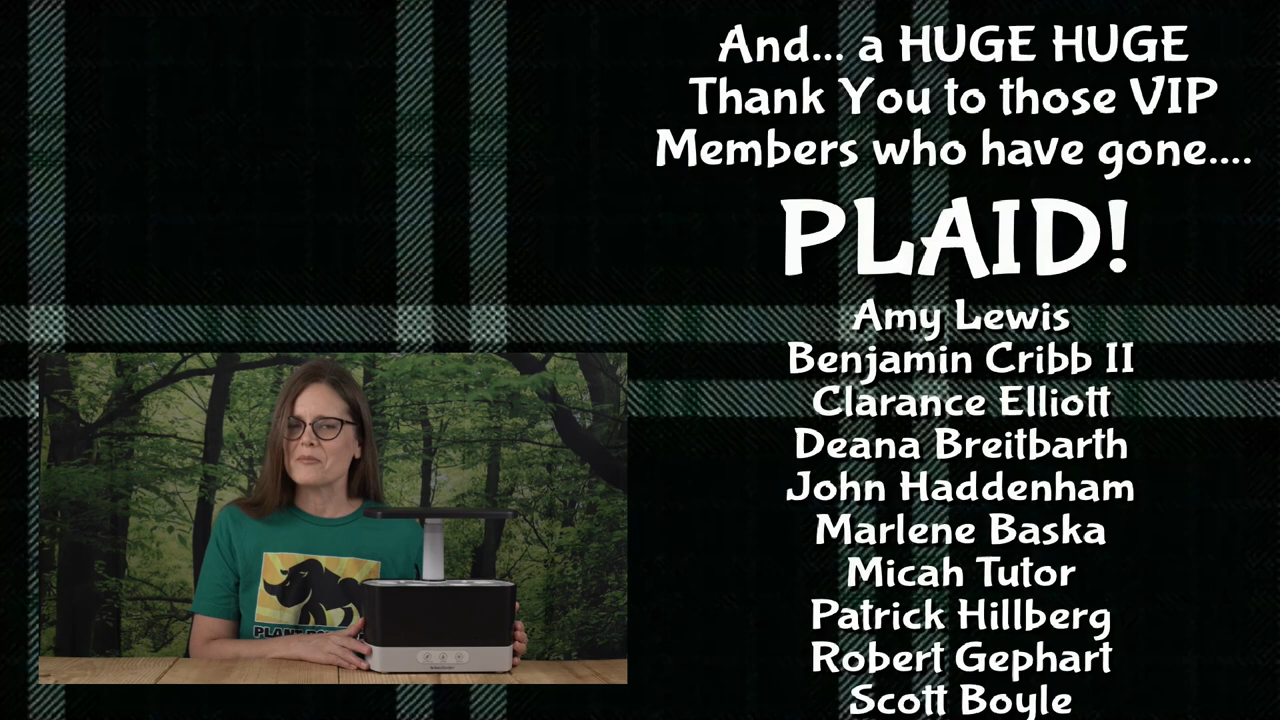 And... a HUGE HUGE
Thank You to those VIP
Members who have gone....
PLAID!
Amy Lewis
Benjamin Cribb II
Clarance Elliott
Deana Breitbarth
John Haddenham
Marlene Baska
Micah Tutor
Patrick Hillberg
Robert Gephart
Scott Boyle
PLANT